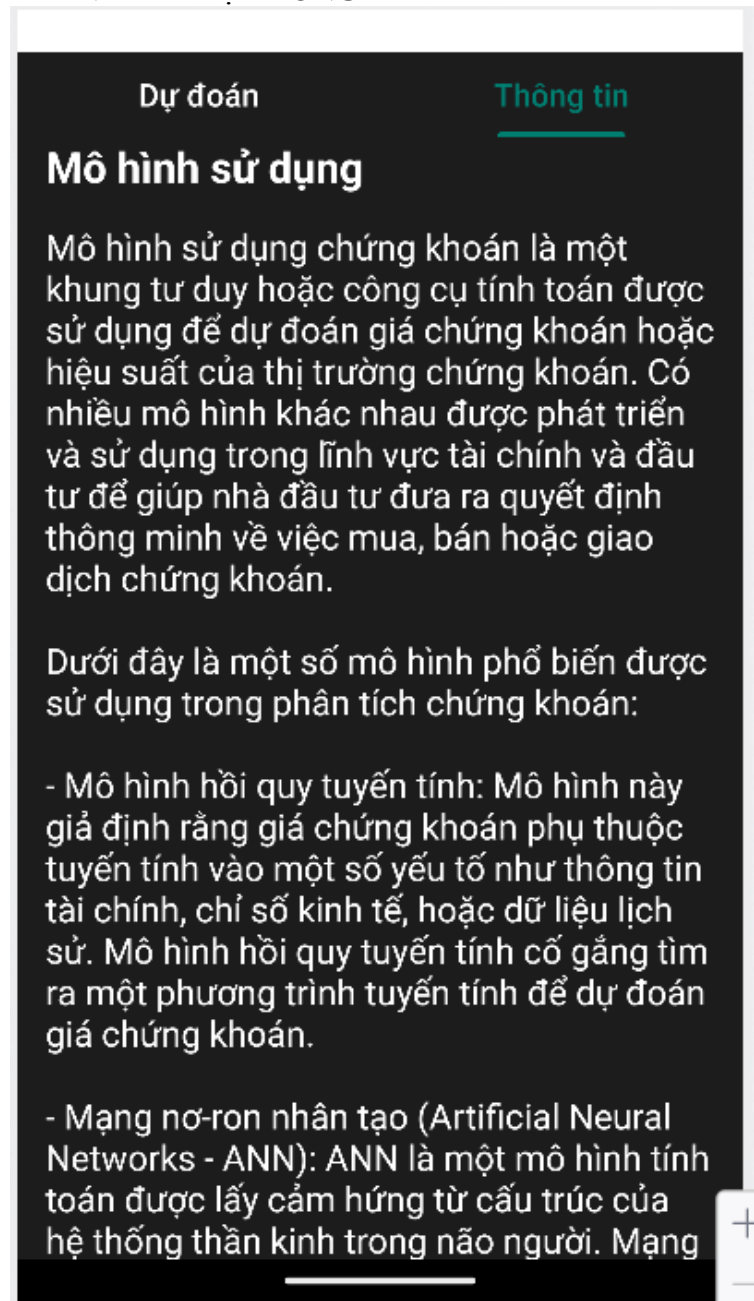 Dự đoán
Thông tin
Mô hình sử dụng
Mô hình sử dụng chứng khoán là một
khung tư duy hoặc công cụ tính toán được
sử dụng để dự đoán giá chứng khoán hoặc
hiệu suất của thị trường chứng khoán. Có
nhiều mô hình khác nhau được phát triển
và sử dụng trong lĩnh vực tài chính và đầu
tư để giúp nhà đầu tư đưa ra quyết định
thông minh về việc mua, bán hoặc giao
dịch chứng khoán.
Dưới đây là một số mô hình phổ biến được
sử dụng trong phân tích chứng khoán:
- Mô hình hồi quy tuyến tính: Mô hình này
giả định rằng giá chứng khoán phụ thuộc
tuyến tính vào một số yếu tố như thông tin
tài chính, chỉ số kinh tế, hoặc dữ liệu lịch
sử. Mô hình hồi quy tuyến tính cố gắng tìm
ra một phương trình tuyến tính để dự đoán
giá chứng khoán.
- Mạng nơ-ron nhân tạo (Artificial Neural
Networks - ANN): ANN là một mô hình tính
toán được lấy cảm hứng từ cấu trúc của
hệ thống thần kinh trong não người. Mạng